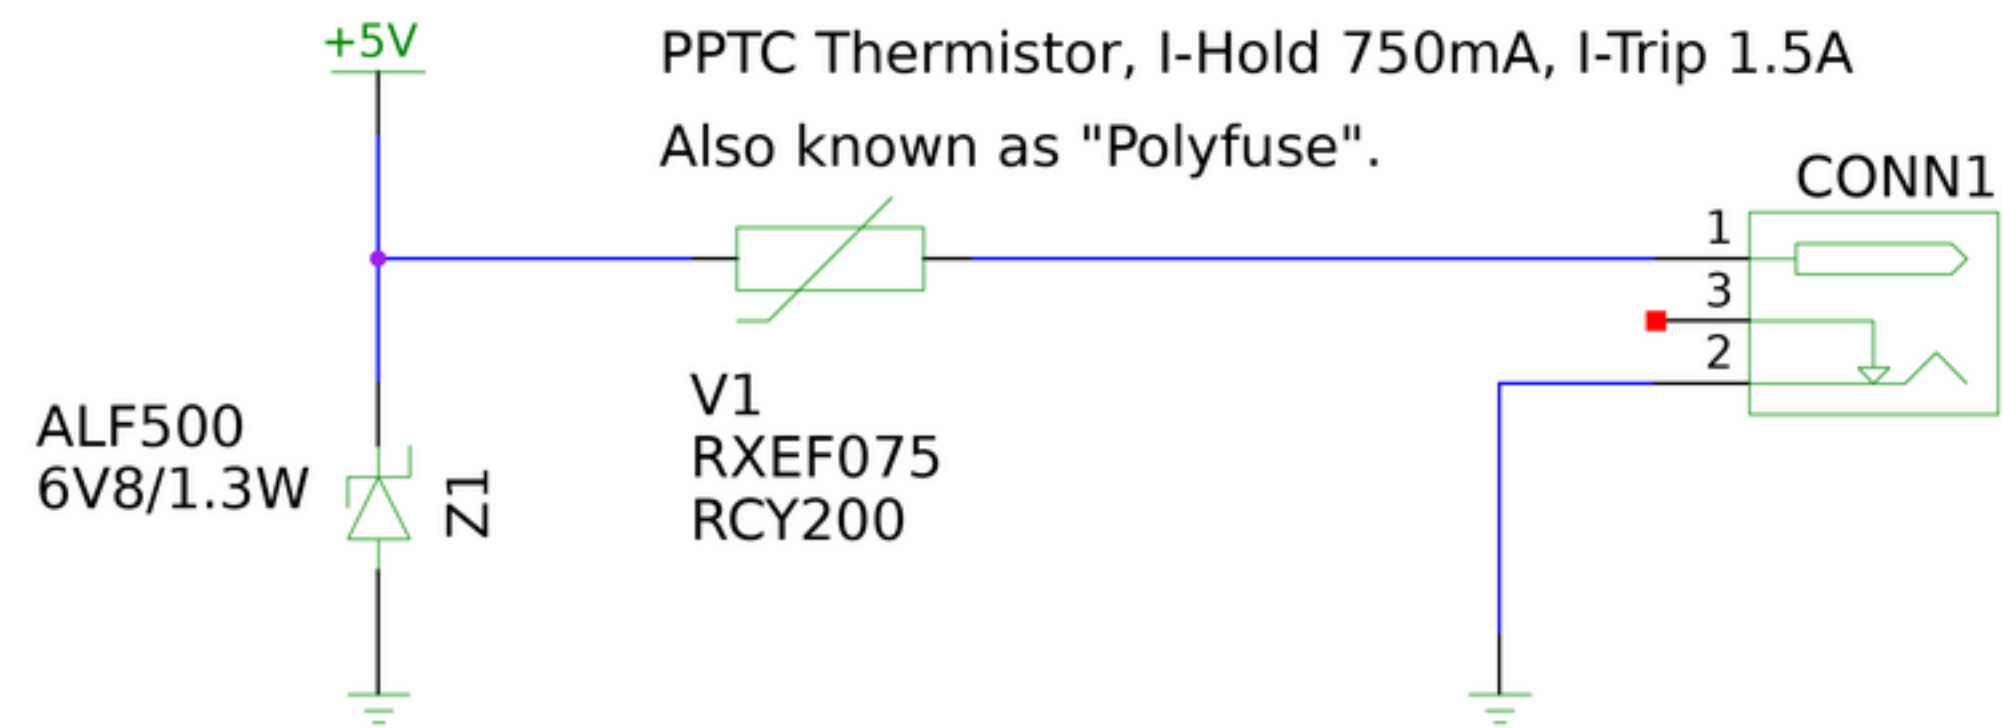 +5V
PPTC Thermistor, I-Hold 750mA, I-Trip 1.5A
Also known as "Polyfuse".
CONN1
1
3
2
V1
RXEF075
RCY200
ALF500
6V8/1.3W
Z1